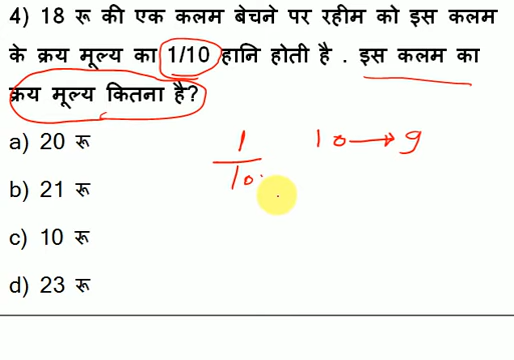 4) 18 रू की एक कलम बेचने पर रहीम को इस कलम
के क्रय मूल्य का 1/10 हानि होती है . इस कलम का
क्रय मूल्य कितना है?
a) 20 रू
1/10 10→9
b) 21 रू
c) 10 रू
d) 23 रू